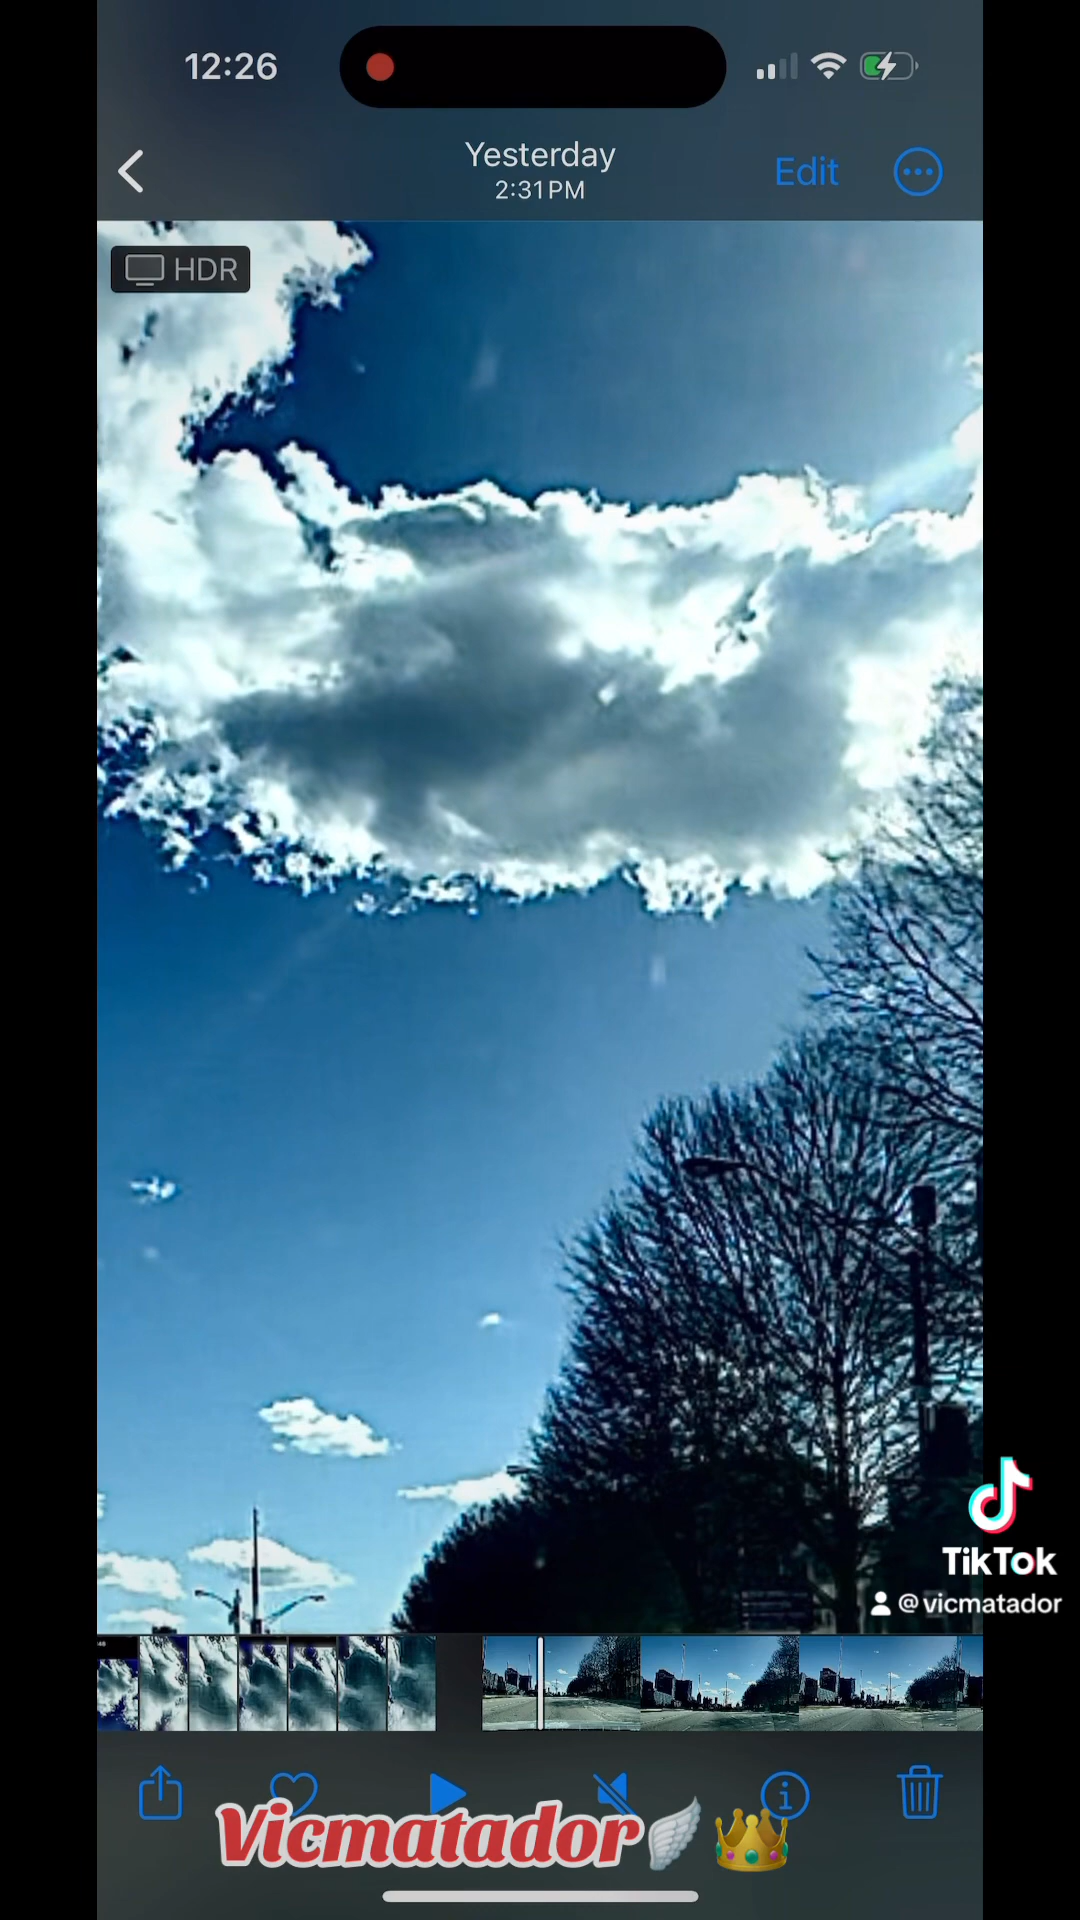 12:26
Yesterday
2:31 PM
Edit
HDR
TikTok
@vicmatador
Vicmatador